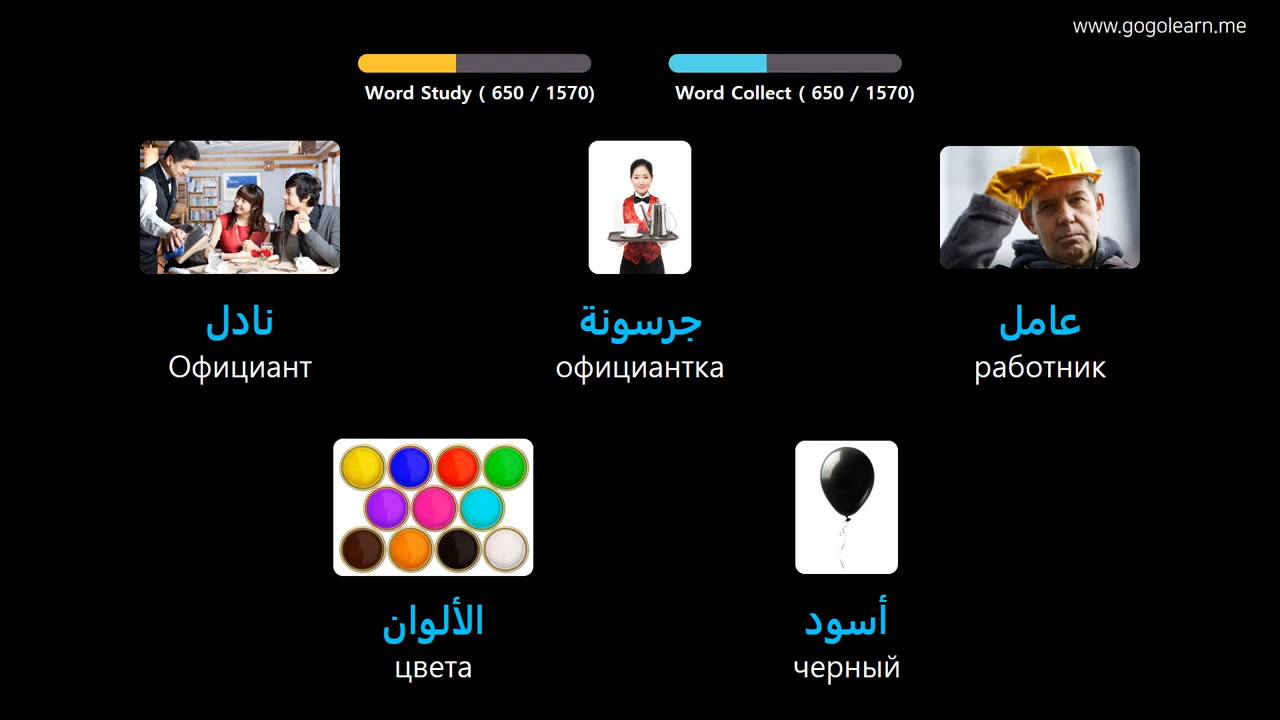 www.gogolearn.me
Word Study ( 650 / 1570)
Word Collect ( 650 / 1570)
نادل
Официант
جرسونة
официантка
عامل
работник
الألوان
цвета
أسود
черный